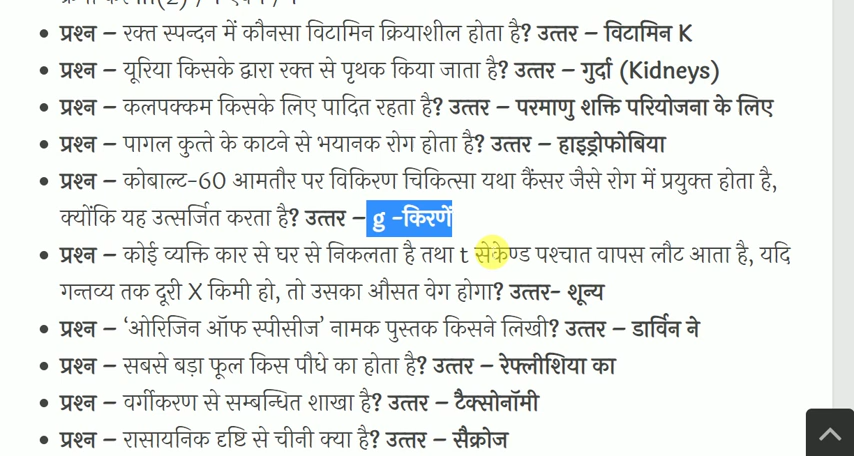 प्रश्न – रक्त स्पन्दन में कौनसा विटामिन क्रियाशील होता है? उत्तर – विटामिन K
प्रश्न – यूरिया किसके द्वारा रक्त से पृथक किया जाता है? उत्तर – गुर्दा (Kidneys)
प्रश्न – कलपक्कम किसके लिए पादित रहता है? उत्तर – परमाणु शक्ति परियोजना के लिए
प्रश्न – पागल कुत्ते के काटने से भयानक रोग होता है? उत्तर – हाइड्रोफोबिया
प्रश्न – कोबाल्ट-60 आमतौर पर विकिरण चिकित्सा यथा कैंसर जैसे रोग में प्रयुक्त होता है,
क्योंकि यह उत्सर्जित करता है? उत्तर – g -किरणें
प्रश्न – कोई व्यक्ति कार से घर से निकलता है तथा t सेकेण्ड पश्चात वापस लौट आता है, यदि
गन्तव्य तक दूरी X किमी हो, तो उसका औसत वेग होगा? उत्तर- शून्य
प्रश्न – ‘ओरिजिन ऑफ स्पीसीज’ नामक पुस्तक किसने लिखी? उत्तर – डार्विन ने
प्रश्न – सबसे बड़ा फूल किस पौधे का होता है? उत्तर – रेफ्लीशिया का
प्रश्न – वर्गीकरण से सम्बन्धित शाखा है? उत्तर – टैक्सोनॉमी
प्रश्न – रासायनिक दृष्टि से चीनी क्या है? उत्तर – सैक्रोज